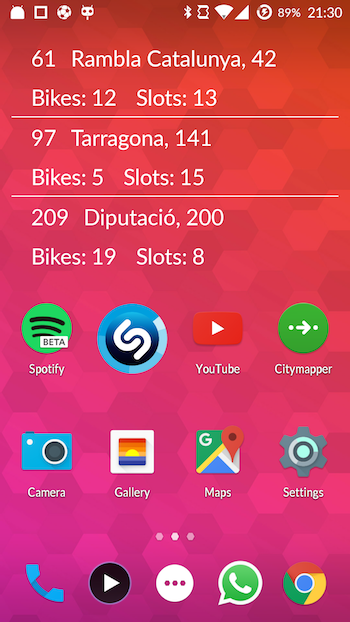 89% 21:30
61 Rambla Catalunya, 42
Bikes: 12 Slots: 13
97 Tarragona, 141
Bikes: 5 Slots: 15
209 Diputació, 200
Bikes: 19 Slots: 8
BETA
Spotify YouTube Citymapper
G
Camera Gallery Maps Settings